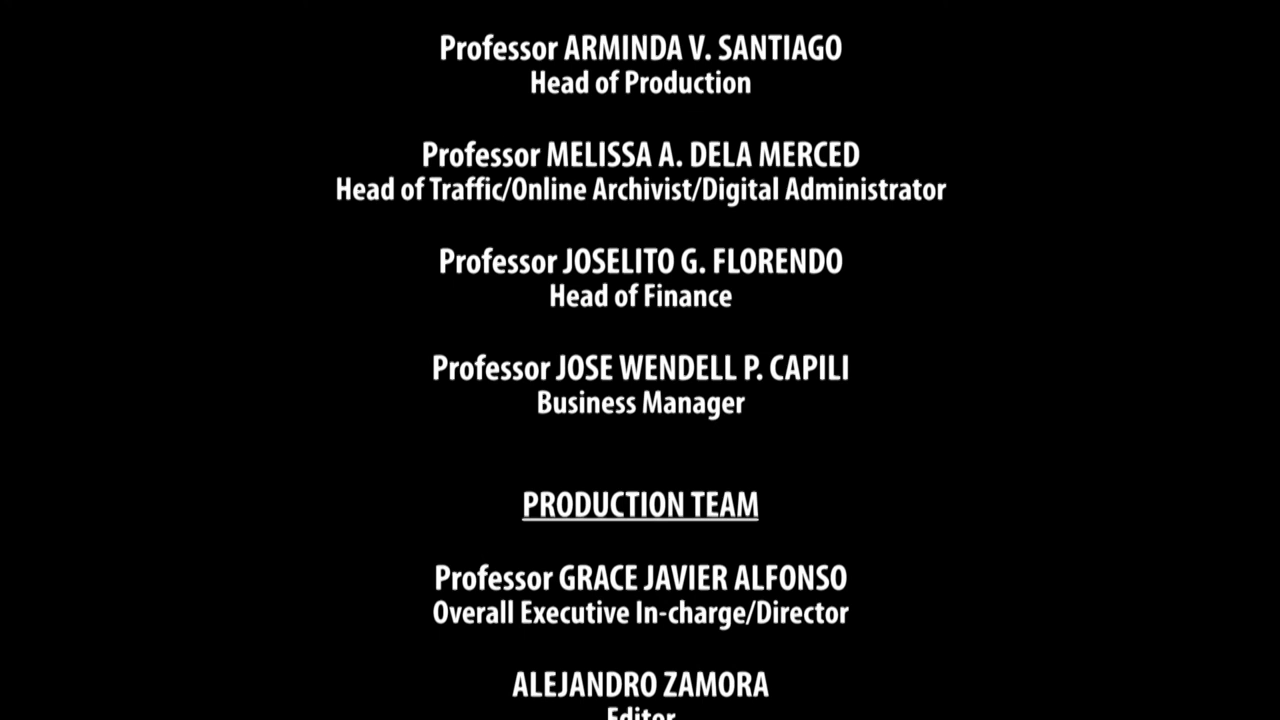 Professor ARMINDA V. SANTIAGO
Head of Production
Professor MELISSA A. DELA MERCED
Head of Traffic/Online Archivist/Digital Administrator
Professor JOSELITO G. FLORENDO
Head of Finance
Professor JOSE WENDELL P. CAPILI
Business Manager
PRODUCTION TEAM
Professor GRACE JAVIER ALFONSO
Overall Executive In-charge/Director
ALEJANDRO ZAMORA
Editor